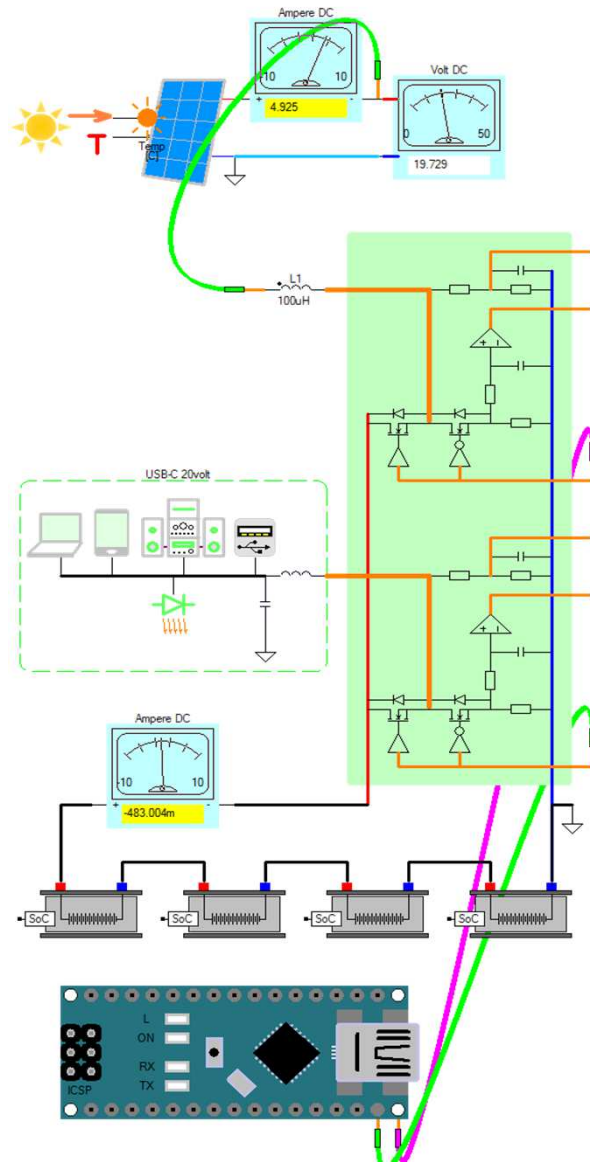 Ampere DC
-10 10
+ -
4.925
Volt DC
0 50
19.729
T
Temp
[C]
L1
100uH
+ -
USB-C 20volt
+ -
Ampere DC
-10 10
+ -
-483.004m
SoC
SoC
SoC
SoC
L
ON
RX
TX
ICSP